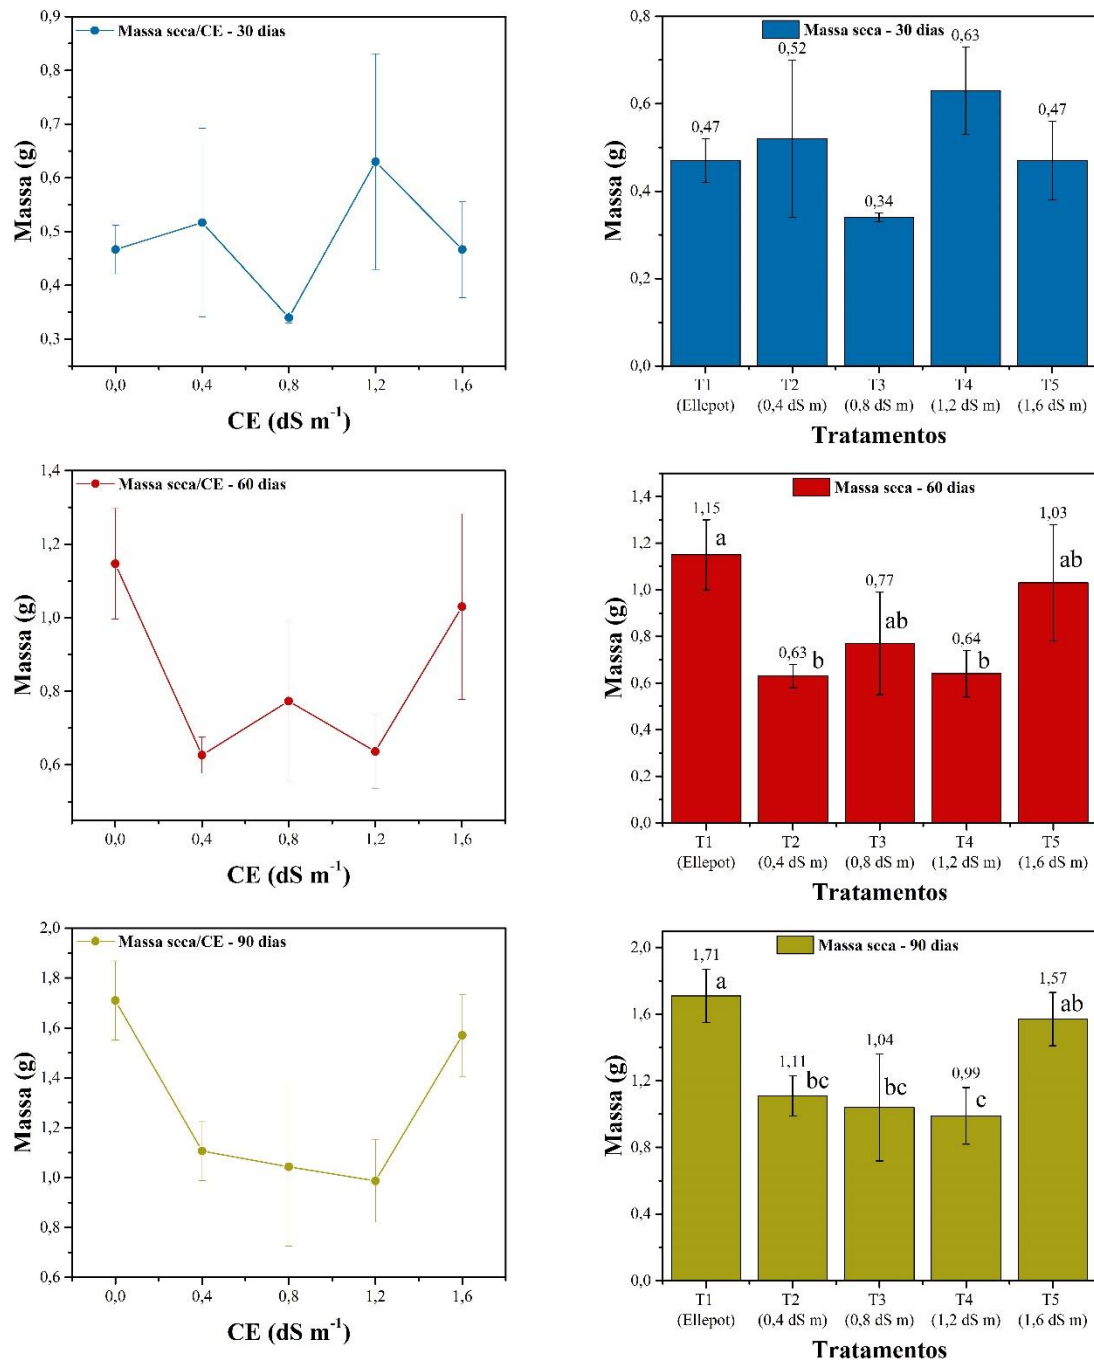 Massa seca/CE - 30 dias
0,9
0,8
0,7
0,6
0,5
0,4
0,3
Massa (g)
0,0 0,4 0,8 1,2 1,6
CE (dS m⁻¹)
Massa seca - 30 dias
0,8
0,6
0,4
0,2
0,0
Massa (g)
0,47 0,52 0,34 0,63 0,47
T1 T2 T3 T4 T5
(Ellepot) (0,4 dS m) (0,8 dS m) (1,2 dS m) (1,6 dS m)
Tratamentos
Massa seca/CE - 60 dias
1,4
1,2
1,0
0,8
0,6
Massa (g)
0,0 0,4 0,8 1,2 1,6
CE (dS m⁻¹)
Massa seca - 60 dias
1,4
1,2
1,0
0,8
0,6
0,4
0,2
0,0
Massa (g)
1,15 0,63 0,77 0,64 1,03
a b ab b ab
T1 T2 T3 T4 T5
(Ellepot) (0,4 dS m) (0,8 dS m) (1,2 dS m) (1,6 dS m)
Tratamentos
Massa seca/CE - 90 dias
2,0
1,8
1,6
1,4
1,2
1,0
0,8
0,6
Massa (g)
0,0 0,4 0,8 1,2 1,6
CE (dS m⁻¹)
Massa seca - 90 dias
2,0
1,6
1,2
0,8
0,4
0,0
Massa (g)
1,71 1,11 1,04 0,99 1,57
a bc bc c ab
T1 T2 T3 T4 T5
(Ellepot) (0,4 dS m) (0,8 dS m) (1,2 dS m) (1,6 dS m)
Tratamentos